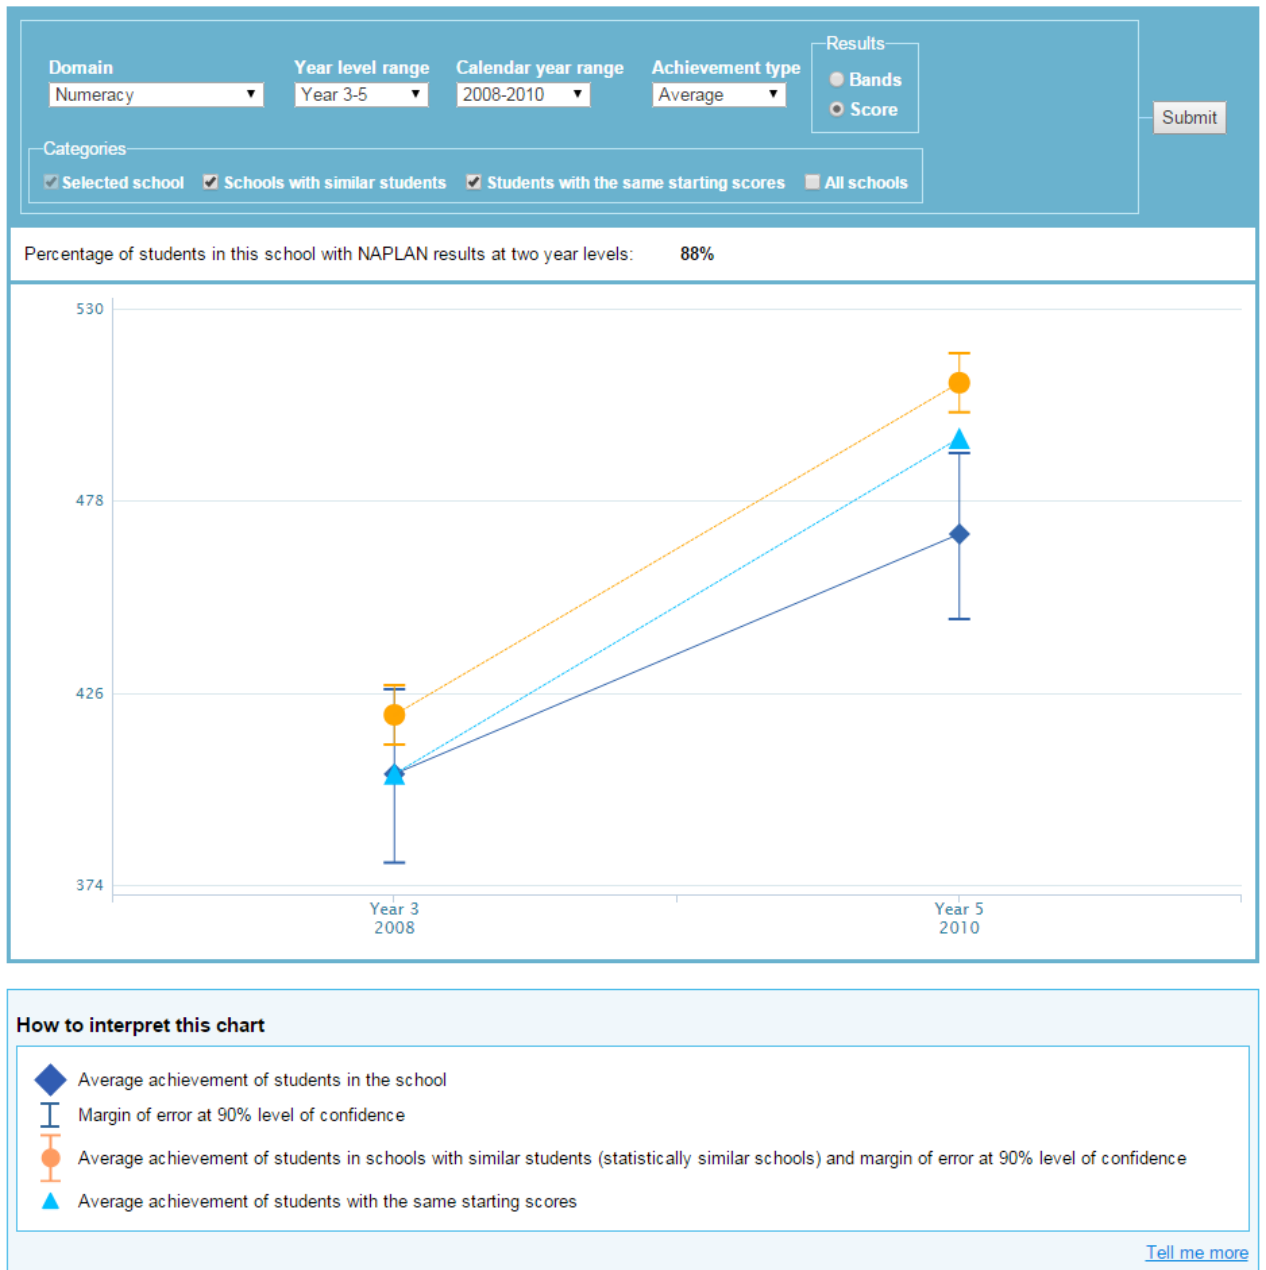 Domain Year level range Calendar year range Achievement type Results
Numeracy Year 3-5 2008-2010 Average Bands
Score
Submit
Categories
Selected school Schools with similar students Students with the same starting scores All schools
Percentage of students in this school with NAPLAN results at two year levels: 88%
530
478
426
374
Year 3 Year 5
2008 2010
How to interpret this chart
Average achievement of students in the school
Margin of error at 90% level of confidence
Average achievement of students in schools with similar students (statistically similar schools) and margin of error at 90% level of confidence
Average achievement of students with the same starting scores
Tell me more